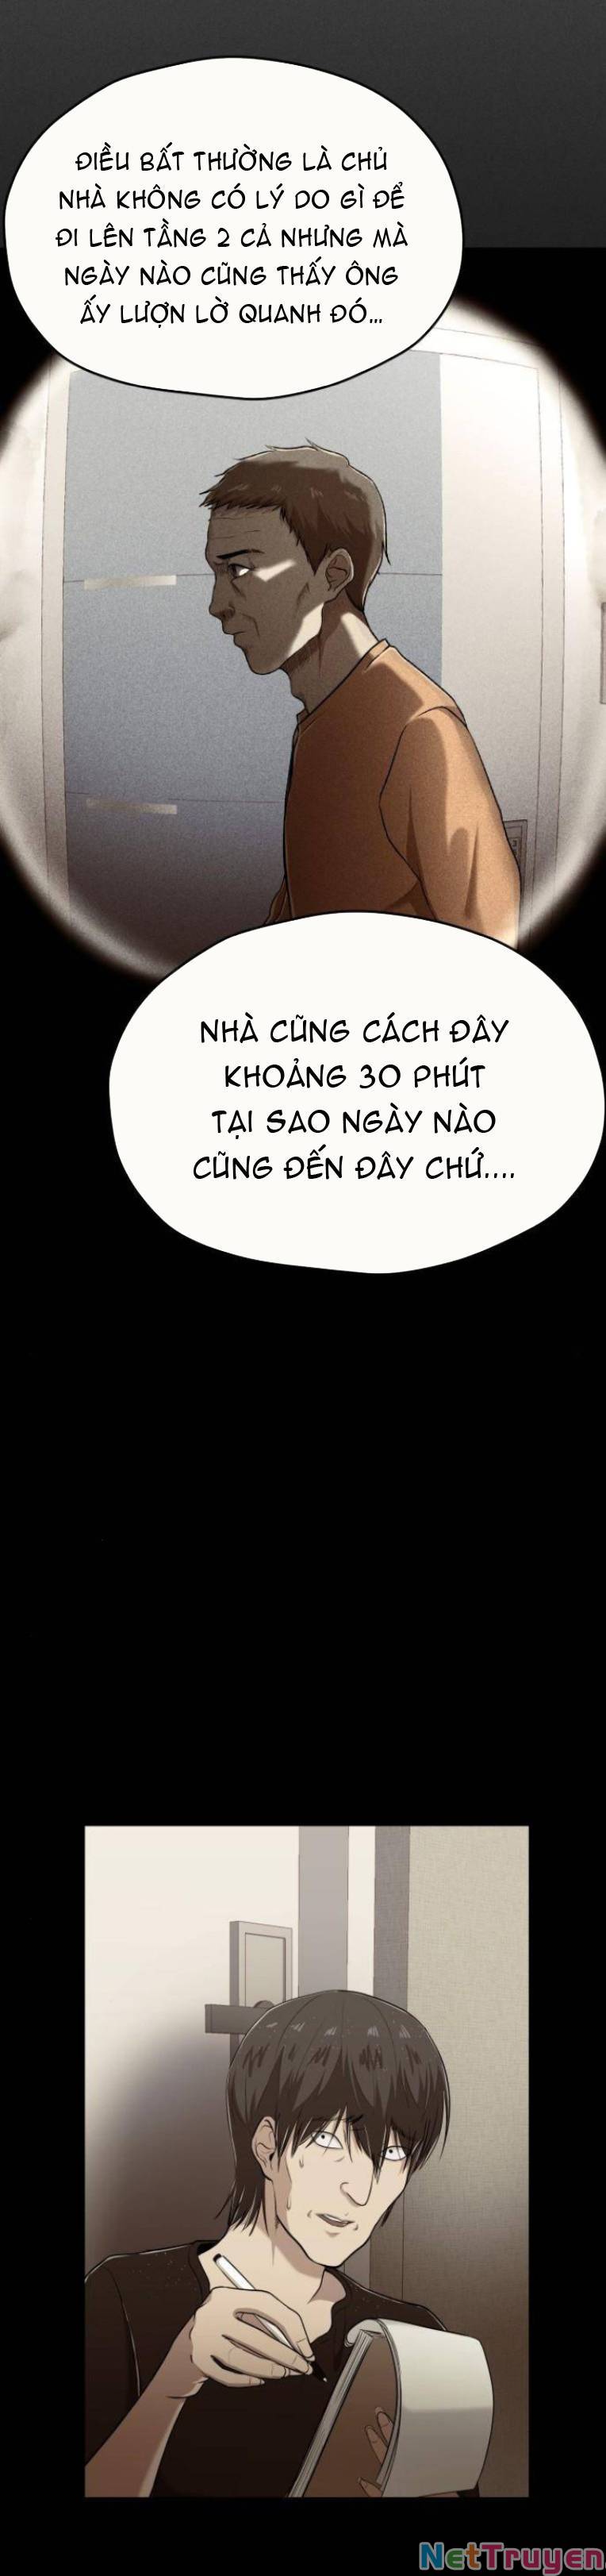 ĐIỀU BẤT THƯỜNG LÀ CHỦ
NHÀ KHÔNG CÓ LÝ DO GÌ ĐỂ
ĐI LÊN TẦNG 2 CẢ NHƯNG MÀ
NGÀY NÀO CŨNG THẤY ÔNG
ẤY LƯỢN LỜ QUANH ĐÓ...
NHÀ CŨNG CÁCH ĐÂY
KHOẢNG 30 PHÚT
TẠI SAO NGÀY NÀO
CŨNG ĐẾN ĐÂY CHỨ....
NetTruyen